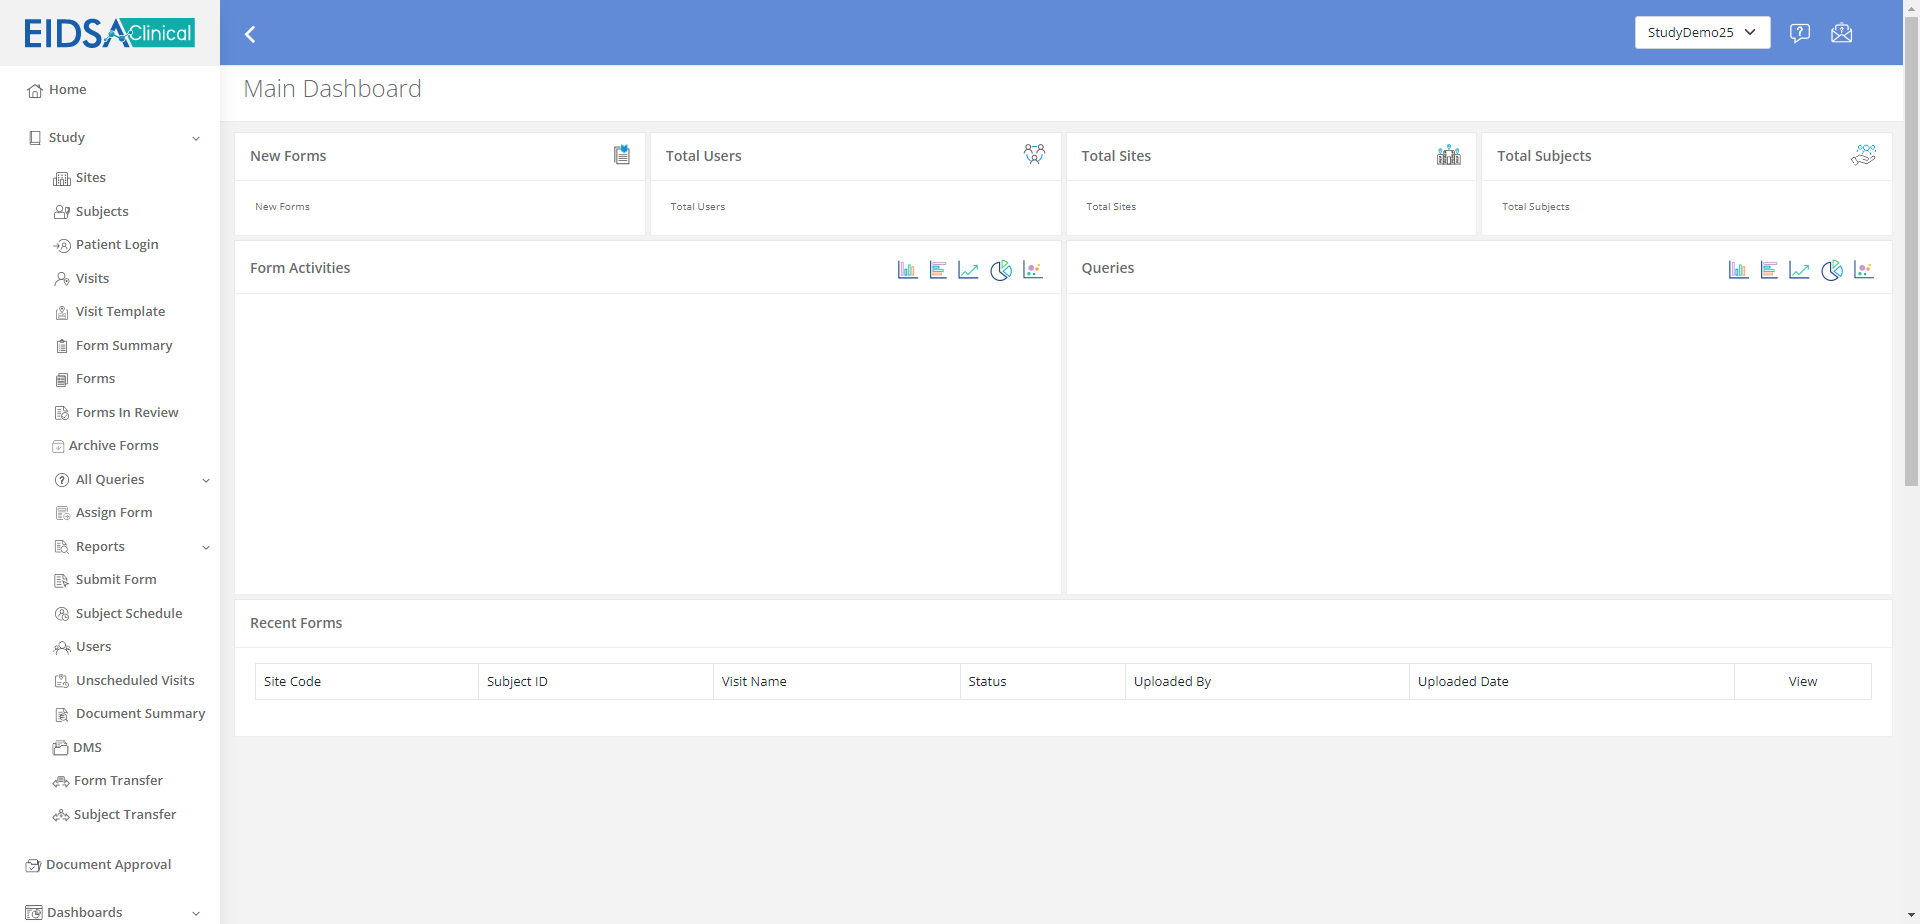 EIDSA Clinical
StudyDemo25
Home
Study
Sites
Subjects
Patient Login
Visits
Visit Template
Form Summary
Forms
Forms In Review
Archive Forms
All Queries
Assign Form
Reports
Submit Form
Subject Schedule
Users
Unscheduled Visits
Document Summary
DMS
Form Transfer
Subject Transfer
Document Approval
Dashboards
Main Dashboard
New Forms
New Forms
Total Users
Total Users
Total Sites
Total Sites
Total Subjects
Total Subjects
Form Activities
Queries
Recent Forms
Site Code Subject ID Visit Name Status Uploaded By Uploaded Date View